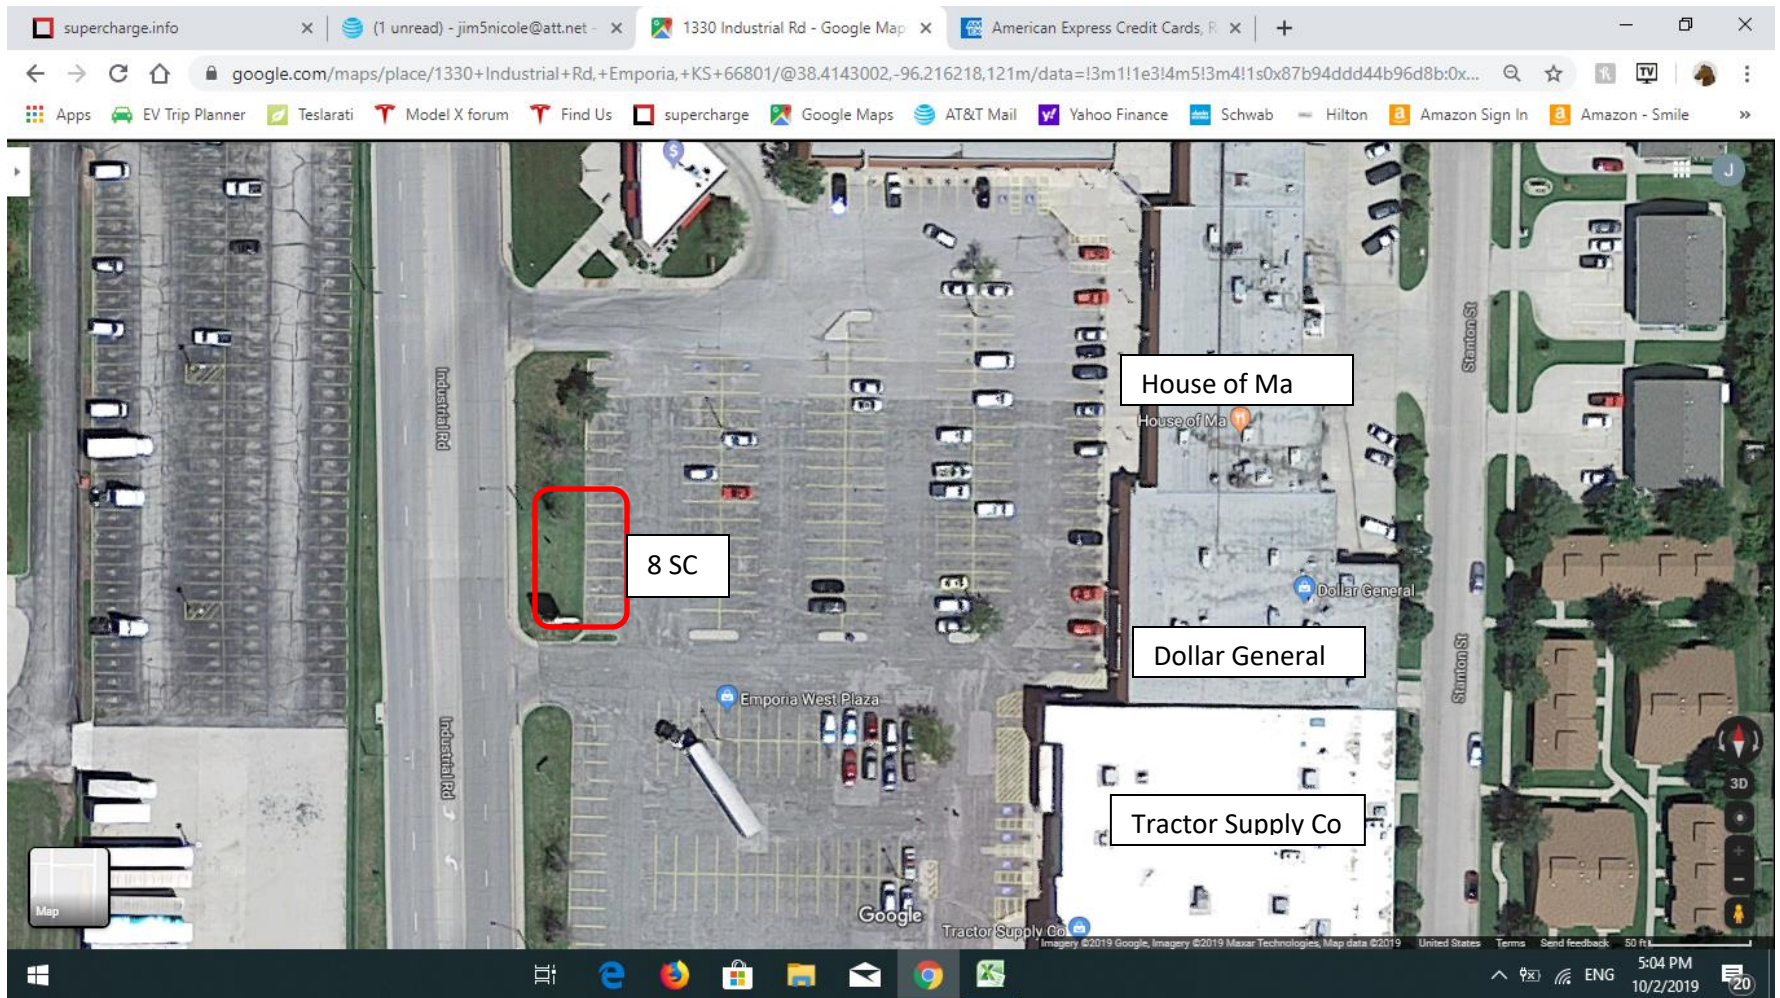 supercharge.info
(1 unread) - jim5nicole@att.net -
1330 Industrial Rd - Google Map
American Express Credit Cards, R
google.com/maps/place/1330+Industrial+Rd,+Emporia,+KS+66801/@38.4143002,-96.216218,121m/data=!3m1!1e3!4m5!3m4!1s0x87b94ddd44b96d8b:0x...
Apps
EV Trip Planner
Teslarati
Model X forum
Find Us
supercharge
Google Maps
AT&T Mail
Yahoo Finance
Schwab
Hilton
Amazon Sign In
Amazon - Smile
»
J
Stanton St
Industrial Rd
House of Ma
House of Ma
8 SC
Dollar General
Dollar General
Stanton St
Emporia West Plaza
Industrial Rd
3D
Tractor Supply Co
Map
Google
Tractor Supply Co
Imagery ©2019 Google, Imagery ©2019 Maxar Technologies, Map data ©2019
United States
Terms
Send feedback
50 ft
ENG
5:04 PM
10/2/2019
20